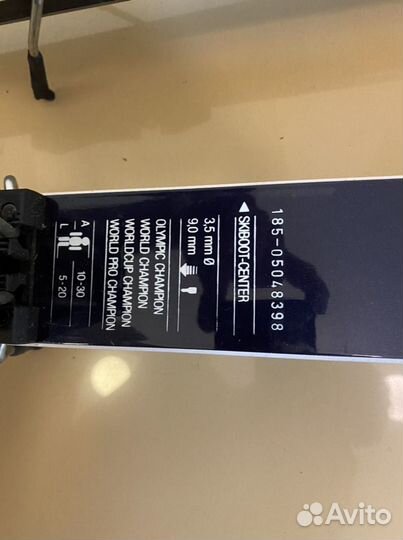 185-05048398
◄ SKIBOOT-CENTER
3,5 mm Ø
9,0 mm
OLYMPIC CHAMPION
WORLD CHAMPION
WORLDCUP CHAMPION
WORLD PRO CHAMPION
A 10-30
L 5-20
Avito